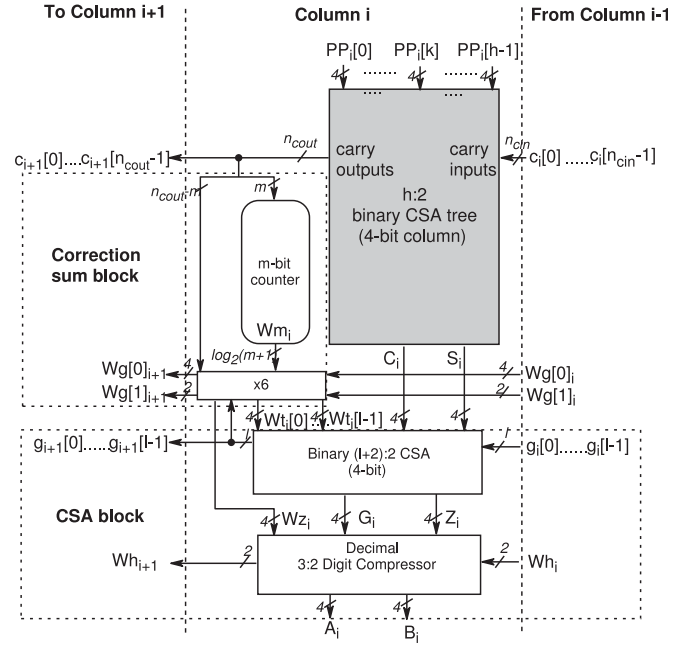 To Column i+1 Column i From Column i-1
PPi[0] PPi[k] PPi[h-1]
4 4 4
ncout ncin
ci+1[0]....ci+1[ncout-1] carry outputs carry inputs ci[0] .....ci[ncin-1]
ncout-m m
h:2
binary CSA tree
(4-bit column)
Correction
sum block
m-bit
counter
Wmi
log2(m+1)
Ci Si
Wg[0]i+1 4 4 Wg[0]i
x6
Wg[1]i+1 2 2 Wg[1]i
4 4 Wti[0]...Wti[l-1] 4 4
gi+1[0].....gi+1[l-1] l l gi[0]......gi[l-1]
Binary (l+2):2 CSA
(4-bit)
CSA block
4 Wzi 4 Gi 4 Zi
Decimal
3:2 Digit Compressor
Whi+1 2 2 Whi
4 4
Ai Bi